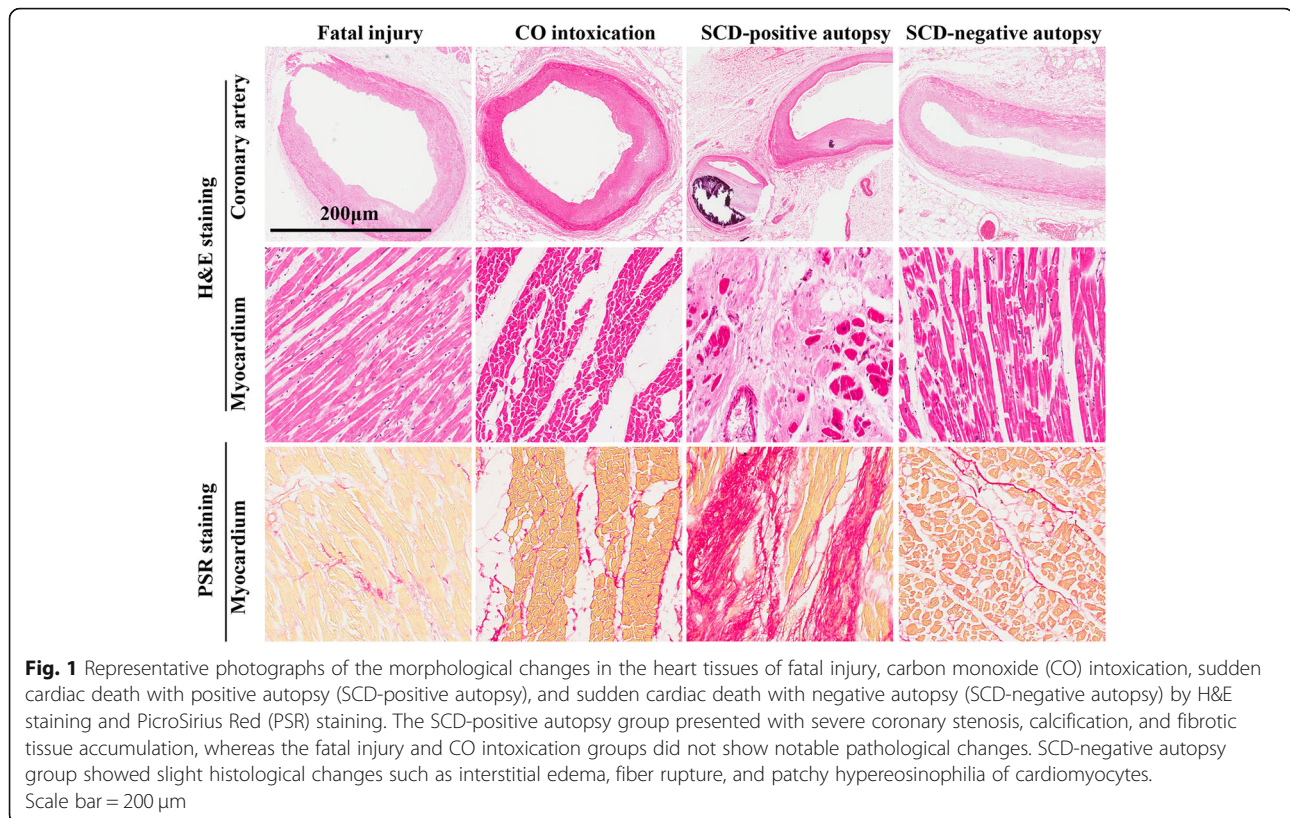 Fatal injury CO intoxication SCD-positive autopsy SCD-negative autopsy
H&E staining
Coronary artery
200µm
Myocardium
PSR staining
Myocardium
Fig. 1 Representative photographs of the morphological changes in the heart tissues of fatal injury, carbon monoxide (CO) intoxication, sudden
cardiac death with positive autopsy (SCD-positive autopsy), and sudden cardiac death with negative autopsy (SCD-negative autopsy) by H&E
staining and PicroSirius Red (PSR) staining. The SCD-positive autopsy group presented with severe coronary stenosis, calcification, and fibrotic
tissue accumulation, whereas the fatal injury and CO intoxication groups did not show notable pathological changes. SCD-negative autopsy
group showed slight histological changes such as interstitial edema, fiber rupture, and patchy hypereosinophilia of cardiomyocytes.
Scale bar = 200 µm